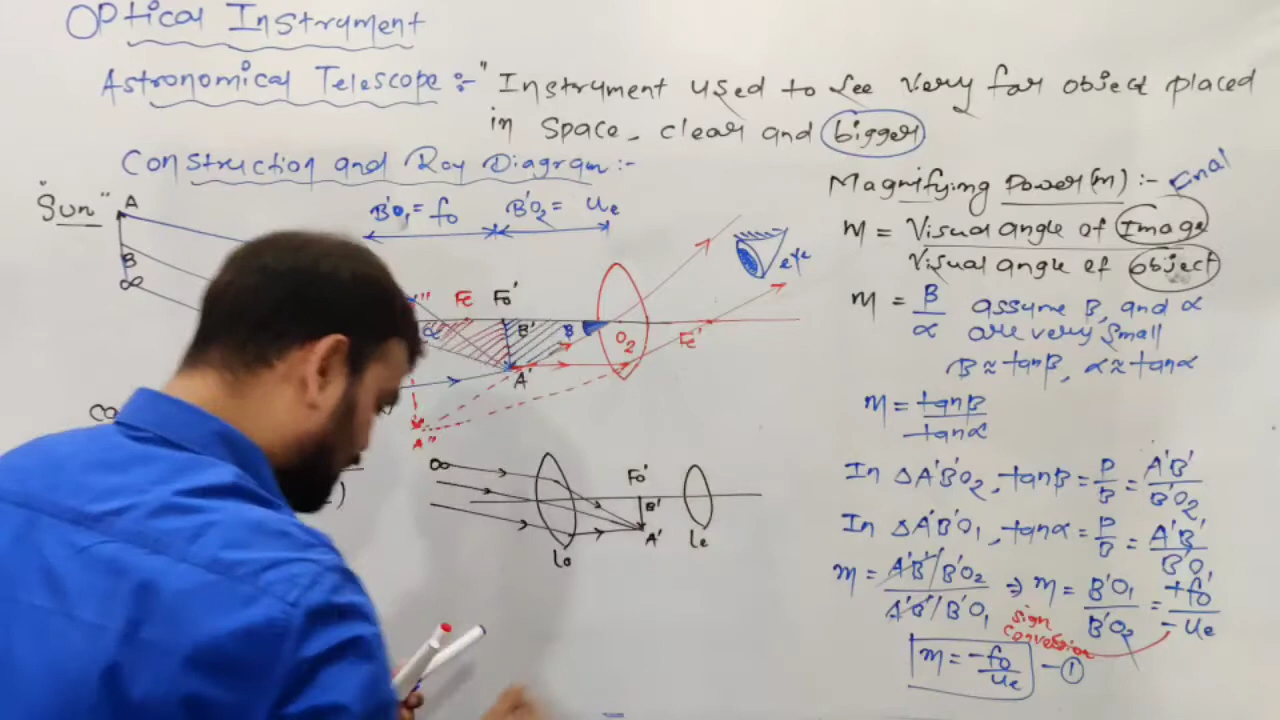 Optical Instrument
Astronomical Telescope :- "Instrument used to see very far object placed
in space, clear and bigger
Construction and Ray Diagram :-
"Sun" A
B
∞
B'O₁ = f₀ B'O₂ = uₑ
Fe Fo' B' B O₂ Fe'
α
A'
A"
eye
∞
Fo'
B'
A'
Lo Le
Magnifying Power(m) :- Final
m = Visual angle of Image
Visual angle of object
m = β/α assume β, and α
are very small
β ≈ tanβ, α ≈ tanα
m = tanβ/tanα
In ΔA'B'O₂, tanβ = P/B = A'B'/B'O₂
In ΔA'B'O₁, tanα = P/B = A'B'/B'O₁
m = A'B'/B'O₂ / A'B'/B'O₁ ⇒ m = B'O₁/B'O₂ = +fo/-ue
sign
conversion
m = -fo/ue — ①